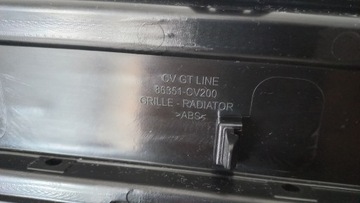 CV GT LINE
86351-CV200
GRILLE - RADIATOR
>ABS<